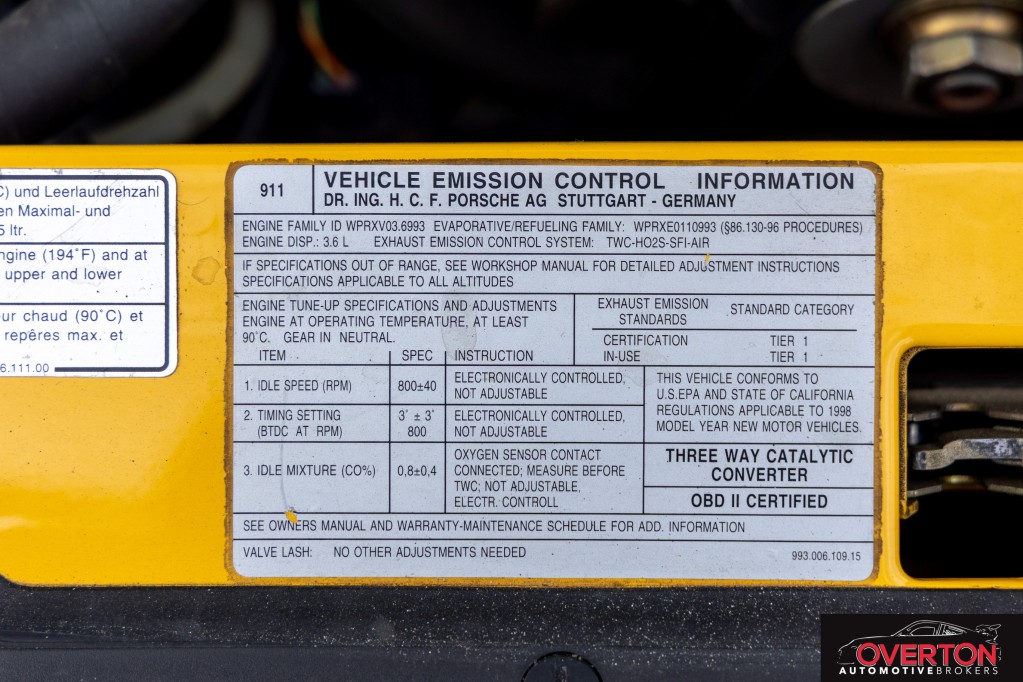 C) und Leerlaufdrehzahl
en Maximal- und
5 ltr.
ngine (194°F) and at
upper and lower
eur chaud (90°C) et
repêres max. et
6.111.00
911
VEHICLE EMISSION CONTROL INFORMATION
DR. ING. H. C. F. PORSCHE AG STUTTGART - GERMANY
ENGINE FAMILY ID WPRXV03.6993 EVAPORATIVE/REFUELING FAMILY: WPRXE0110993 (§86.130-96 PROCEDURES)
ENGINE DISP.: 3.6 L EXHAUST EMISSION CONTROL SYSTEM: TWC-HO2S-SFI-AIR
IF SPECIFICATIONS OUT OF RANGE, SEE WORKSHOP MANUAL FOR DETAILED ADJUSTMENT INSTRUCTIONS
SPECIFICATIONS APPLICABLE TO ALL ALTITUDES
ENGINE TUNE-UP SPECIFICATIONS AND ADJUSTMENTS
ENGINE AT OPERATING TEMPERATURE, AT LEAST
90°C. GEAR IN NEUTRAL.
ITEM SPEC INSTRUCTION
1. IDLE SPEED (RPM) 800±40 ELECTRONICALLY CONTROLLED,
NOT ADJUSTABLE
2. TIMING SETTING 3° ± 3° ELECTRONICALLY CONTROLLED,
(BTDC AT RPM) 800 NOT ADJUSTABLE
OXYGEN SENSOR CONTACT
3. IDLE MIXTURE (CO%) 0,8±0,4 CONNECTED; MEASURE BEFORE
TWC; NOT ADJUSTABLE,
ELECTR. CONTROLL
EXHAUST EMISSION STANDARD CATEGORY
STANDARDS
CERTIFICATION TIER 1
IN-USE TIER 1
THIS VEHICLE CONFORMS TO
U.S.EPA AND STATE OF CALIFORNIA
REGULATIONS APPLICABLE TO 1998
MODEL YEAR NEW MOTOR VEHICLES.
THREE WAY CATALYTIC
CONVERTER
OBD II CERTIFIED
SEE OWNERS MANUAL AND WARRANTY-MAINTENANCE SCHEDULE FOR ADD. INFORMATION
VALVE LASH: NO OTHER ADJUSTMENTS NEEDED 993.006.109.15
OVERTON
AUTOMOTIVEBROKERS